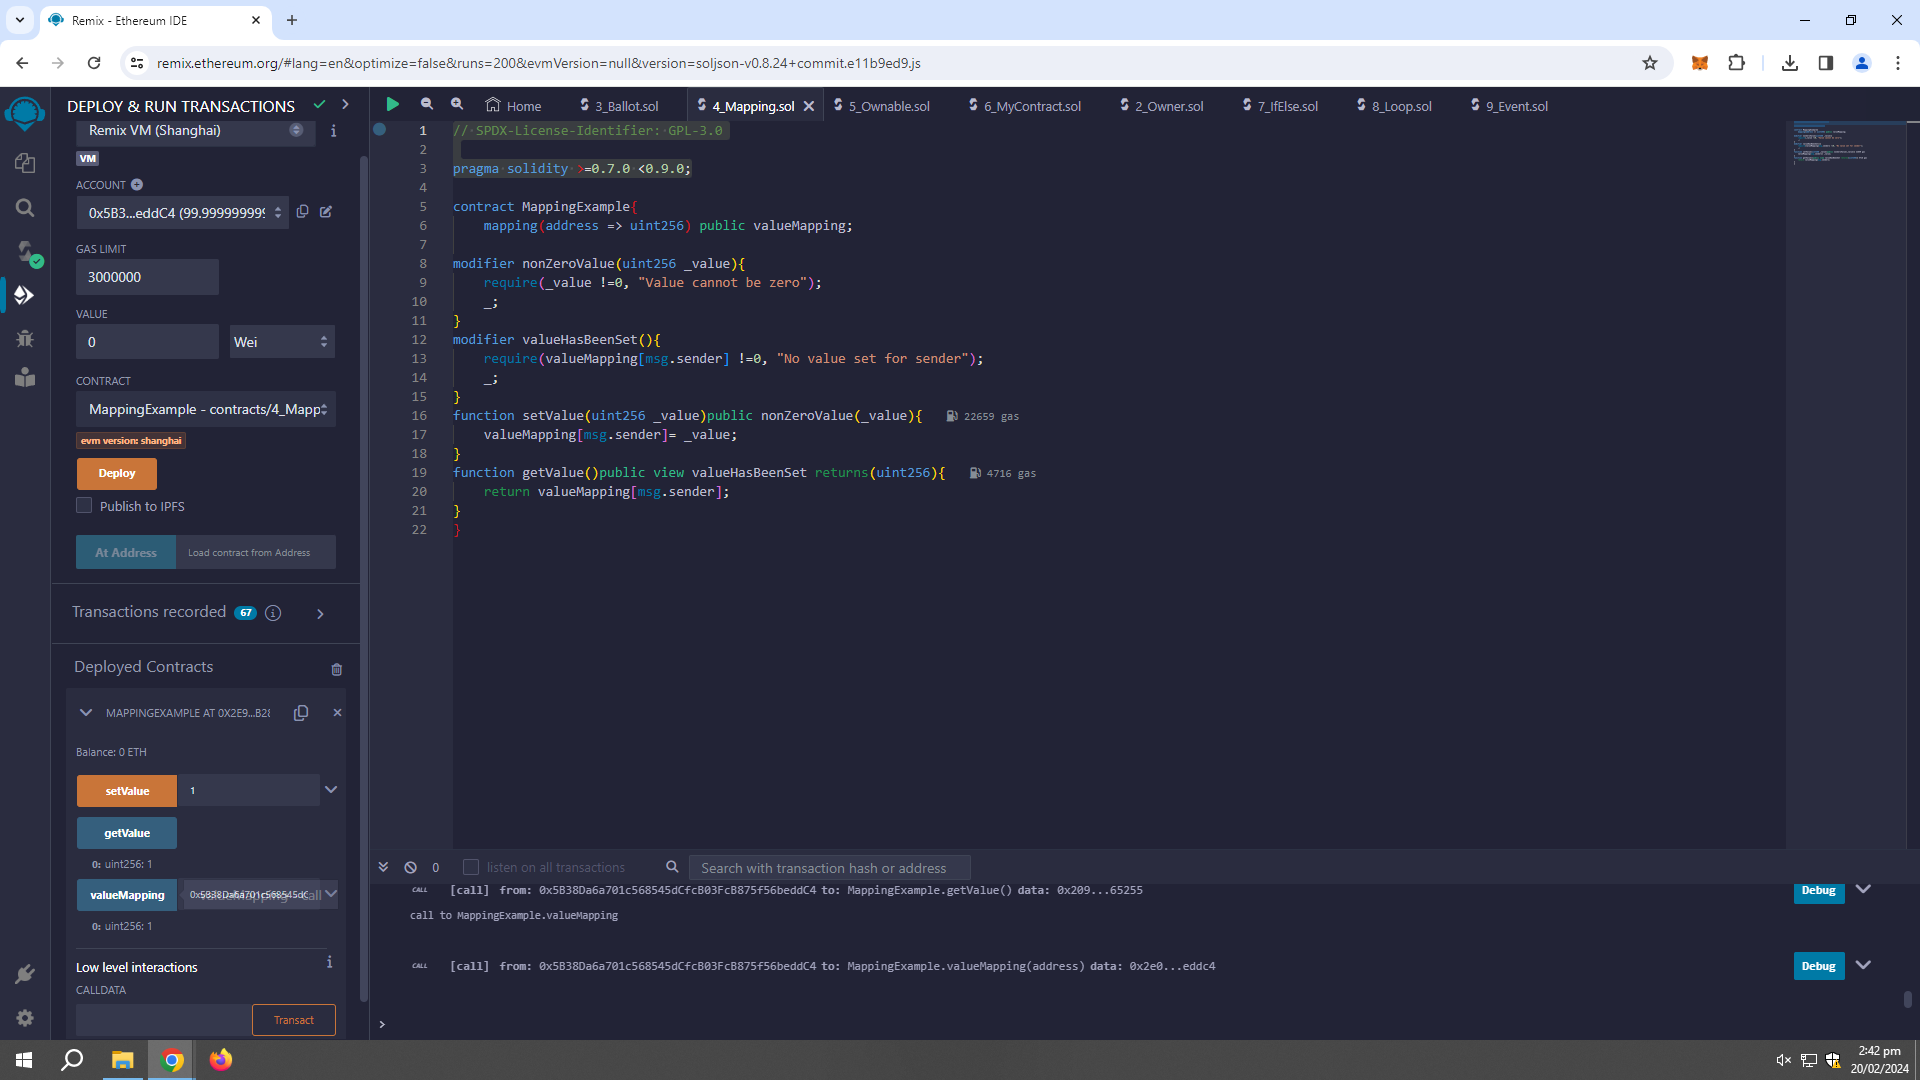 Remix - Ethereum IDE
remix.ethereum.org/#lang=en&optimize=false&runs=200&evmVersion=null&version=soljson-v0.8.24+commit.e11b9ed9.js
DEPLOY & RUN TRANSACTIONS
Remix VM (Shanghai)
VM
ACCOUNT
0x5B3...eddC4 (99.9999999999
GAS LIMIT
3000000
VALUE
0
Wei
CONTRACT
MappingExample - contracts/4_Mapp
evm version: shanghai
Deploy
Publish to IPFS
At Address
Load contract from Address
Transactions recorded 67
Deployed Contracts
MAPPINGEXAMPLE AT 0X2E9...B28
Balance: 0 ETH
setValue 1
getValue
0: uint256: 1
valueMapping 0x5B38Da6a701c568545dC
0: uint256: 1
Low level interactions
CALLDATA
Transact
Home 3_Ballot.sol 4_Mapping.sol 5_Ownable.sol 6_MyContract.sol 2_Owner.sol 7_IfElse.sol 8_Loop.sol 9_Event.sol
1 // SPDX-License-Identifier: GPL-3.0
2
3 pragma solidity >=0.7.0 <0.9.0;
4
5 contract MappingExample{
6 mapping(address => uint256) public valueMapping;
7
8 modifier nonZeroValue(uint256 _value){
9 require(_value !=0, "Value cannot be zero");
10 _;
11 }
12 modifier valueHasBeenSet(){
13 require(valueMapping[msg.sender] !=0, "No value set for sender");
14 _;
15 }
16 function setValue(uint256 _value)public nonZeroValue(_value){ 22659 gas
17 valueMapping[msg.sender]= _value;
18 }
19 function getValue()public view valueHasBeenSet returns(uint256){ 4716 gas
20 return valueMapping[msg.sender];
21 }
22 }
0 listen on all transactions Search with transaction hash or address
CALL [call] from: 0x5B38Da6a701c568545dCfcB03FcB875f56beddC4 to: MappingExample.getValue() data: 0x209...65255 Debug
call to MappingExample.valueMapping
CALL [call] from: 0x5B38Da6a701c568545dCfcB03FcB875f56beddC4 to: MappingExample.valueMapping(address) data: 0x2e0...eddc4 Debug
>
2:42 pm
20/02/2024